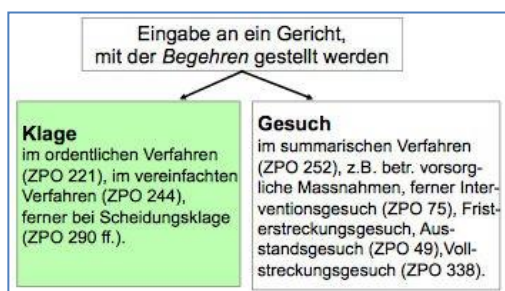 Eingabe an ein Gericht,
mit der Begehren gestellt werden
Klage
im ordentlichen Verfahren
(ZPO 221), im vereinfachten
Verfahren (ZPO 244),
ferner bei Scheidungsklage
(ZPO 290 ff.).
Gesuch
im summarischen Verfahren
(ZPO 252), z.B. betr. vorsorg-
liche Massnahmen, ferner Inter-
ventionsgesuch (ZPO 75), Frist-
erstreckungsgesuch, Aus-
standsgesuch (ZPO 49),Voll-
streckungsgesuch (ZPO 338).